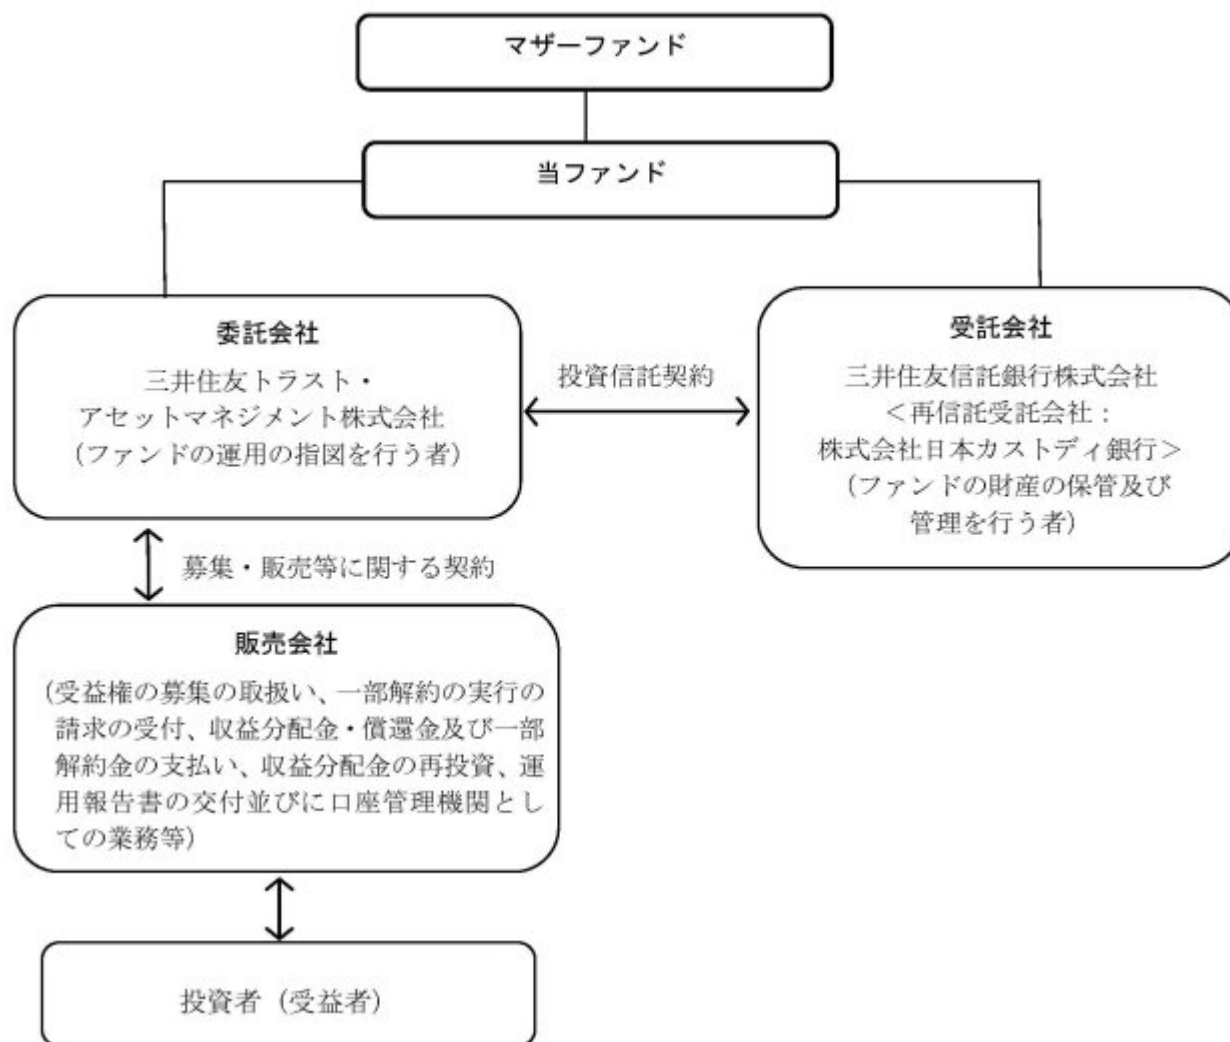 マザーファンド
当ファンド
委託会社
三井住友トラスト・
アセットマネジメント株式会社
（ファンドの運用の指図を行う者）
投資信託契約
受託会社
三井住友信託銀行株式会社
＜再信託受託会社：
株式会社日本カストディ銀行＞
（ファンドの財産の保管及び
管理を行う者）
募集・販売等に関する契約
販売会社
（受益権の募集の取扱い、一部解約の実行の
請求の受付、収益分配金・償還金及び一部
解約金の支払い、収益分配金の再投資、運
用報告書の交付並びに口座管理機関とし
ての業務等）
投資者（受益者）